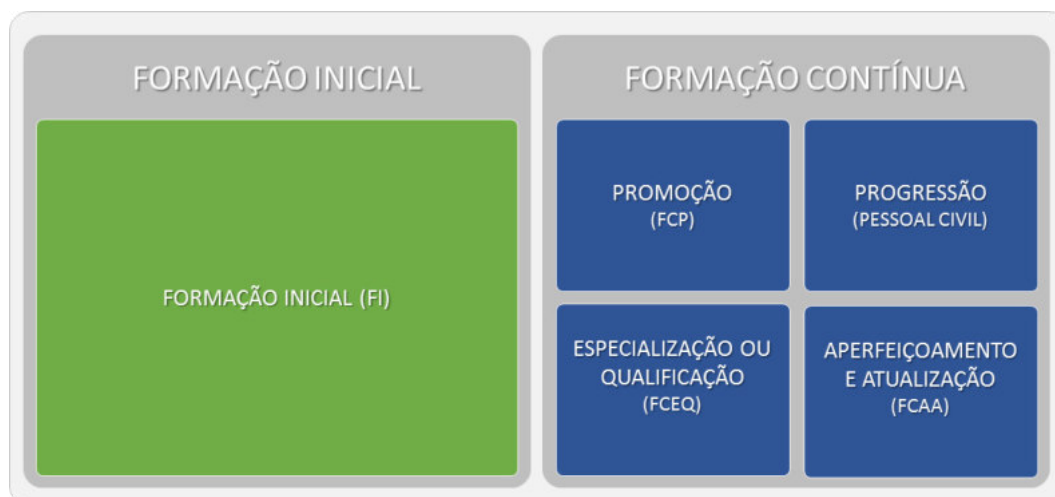 FORMAÇÃO INICIAL
FORMAÇÃO INICIAL (FI)
FORMAÇÃO CONTÍNUA
PROMOÇÃO
(FCP)
PROGRESSÃO
(PESSOAL CIVIL)
ESPECIALIZAÇÃO OU
QUALIFICAÇÃO
(FCEQ)
APERFEIÇOAMENTO
E ATUALIZAÇÃO
(FCAA)